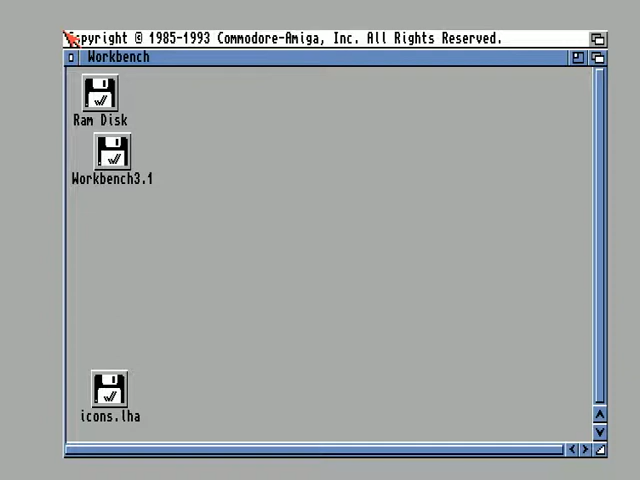 pyright © 1985-1993 Commodore-Amiga, Inc. All Rights Reserved.
Workbench
Ram Disk
Workbench3.1
icons.lha